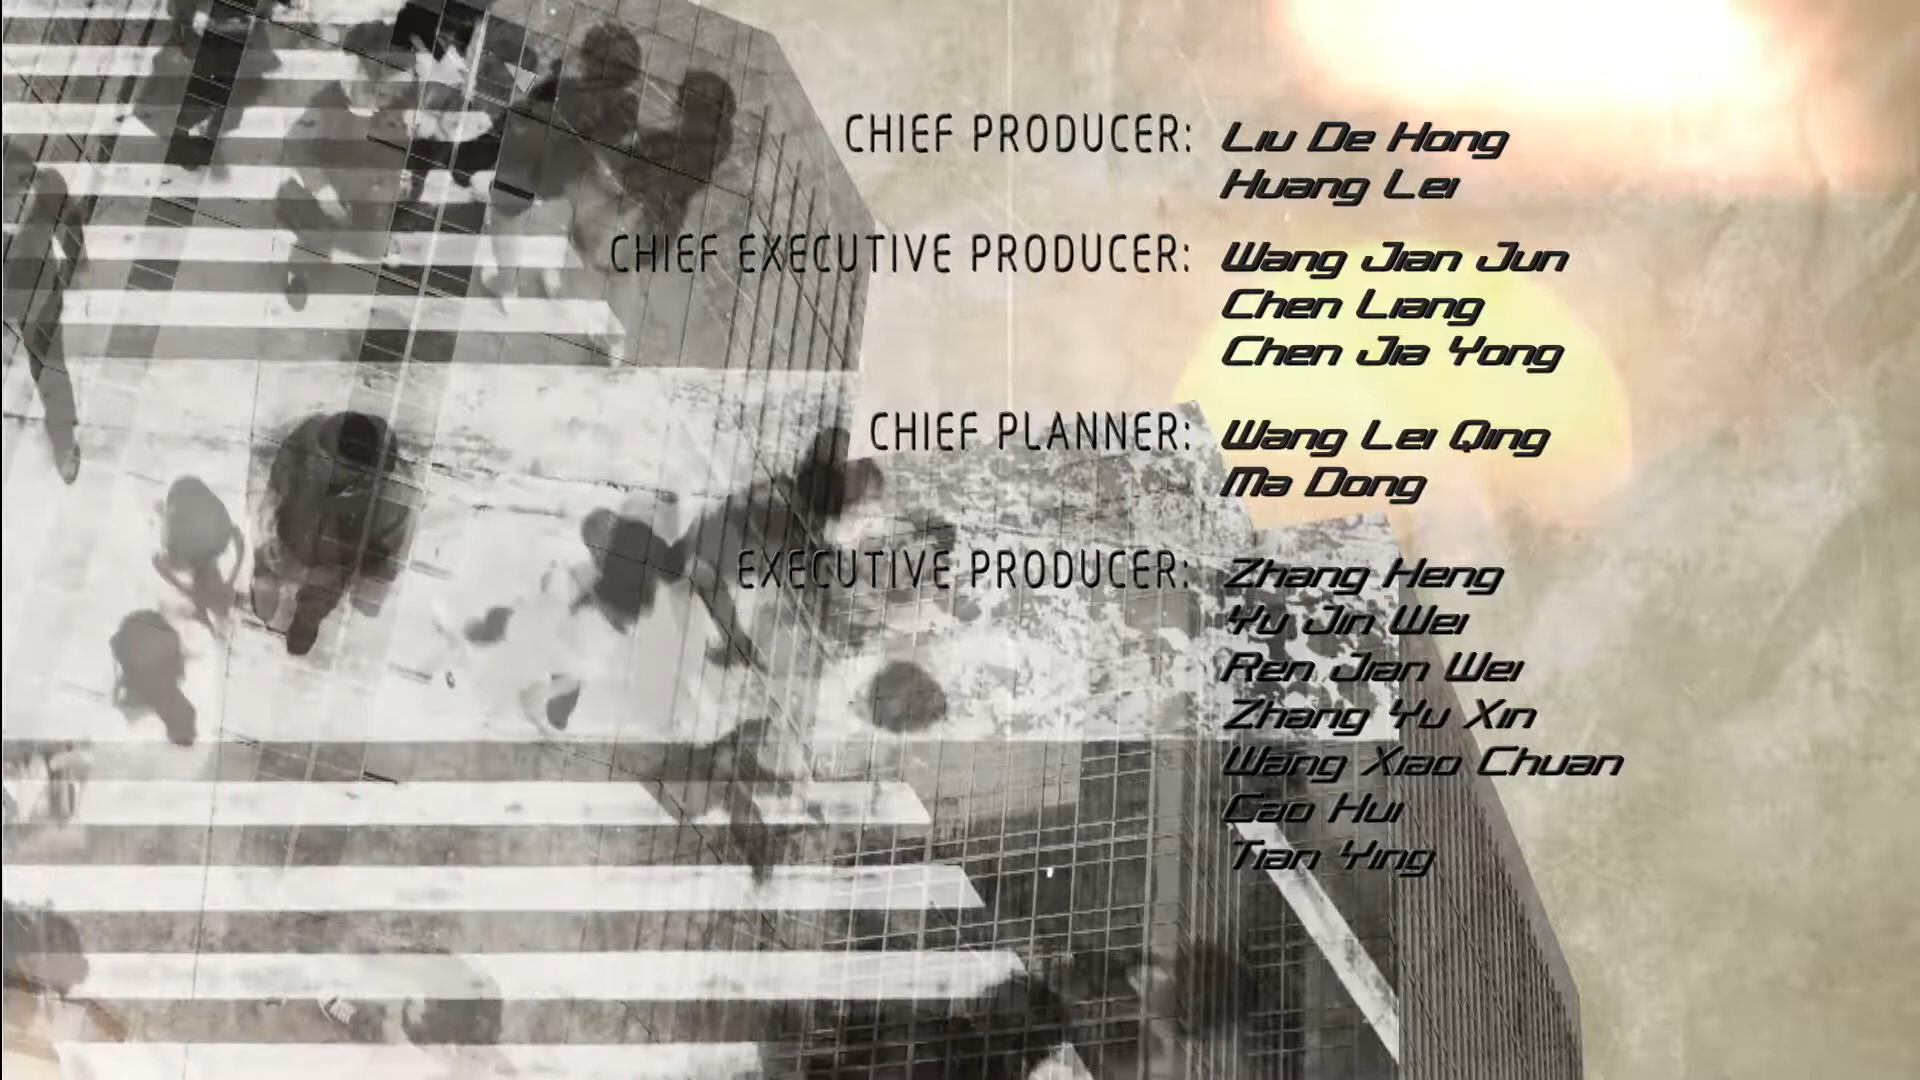 CHIEF PRODUCER: Liu De Hong
Huang Lei
CHIEF EXECUTIVE PRODUCER: Wang Jian Jun
Chen Liang
Chen Jia Yong
CHIEF PLANNER: Wang Lei Qing
Ma Dong
EXECUTIVE PRODUCER: Zhang Heng
Yu Jin Wei
Ren Jian Wei
Zhang Yu Xin
Wang Xiao Chuan
Cao Hui
Tian Ying